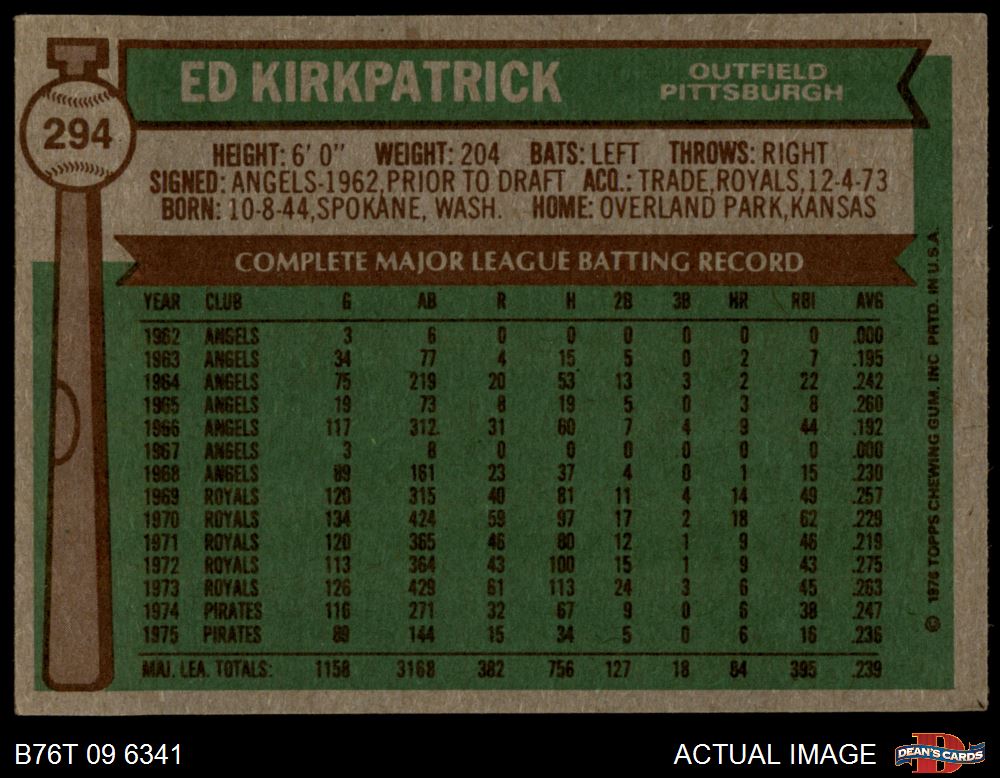 294
ED KIRKPATRICK
OUTFIELD
PITTSBURGH
HEIGHT: 6' 0" WEIGHT: 204 BATS: LEFT THROWS: RIGHT
SIGNED: ANGELS-1962, PRIOR TO DRAFT ACQ.: TRADE, ROYALS, 12-4-73
BORN: 10-8-44, SPOKANE, WASH. HOME: OVERLAND PARK, KANSAS
COMPLETE MAJOR LEAGUE BATTING RECORD
YEAR CLUB G AB R H 2B 3B HR RBI AVG
1962 ANGELS 3 6 0 0 0 0 0 0 .000
1963 ANGELS 34 77 4 15 5 0 2 7 .195
1964 ANGELS 75 219 20 53 13 3 2 22 .242
1965 ANGELS 19 73 8 19 5 0 3 8 .260
1966 ANGELS 117 312 31 60 7 4 9 44 .192
1967 ANGELS 3 8 0 0 0 0 0 0 .000
1968 ANGELS 89 161 23 37 4 0 1 15 .230
1969 ROYALS 120 315 40 81 11 4 14 49 .257
1970 ROYALS 134 424 59 97 17 2 18 62 .229
1971 ROYALS 120 365 46 80 12 1 9 46 .219
1972 ROYALS 113 364 43 100 15 1 9 43 .275
1973 ROYALS 126 429 61 113 24 3 6 45 .263
1974 PIRATES 116 271 32 67 9 0 6 38 .247
1975 PIRATES 89 144 15 34 5 0 6 16 .236
MAJ. LEA. TOTALS: 1158 3168 382 756 127 18 84 395 .239
© 1976 TOPPS CHEWING GUM, INC PRTD. IN U.S.A.
B76T 09 6341
ACTUAL IMAGE
DEAN'S CARDS